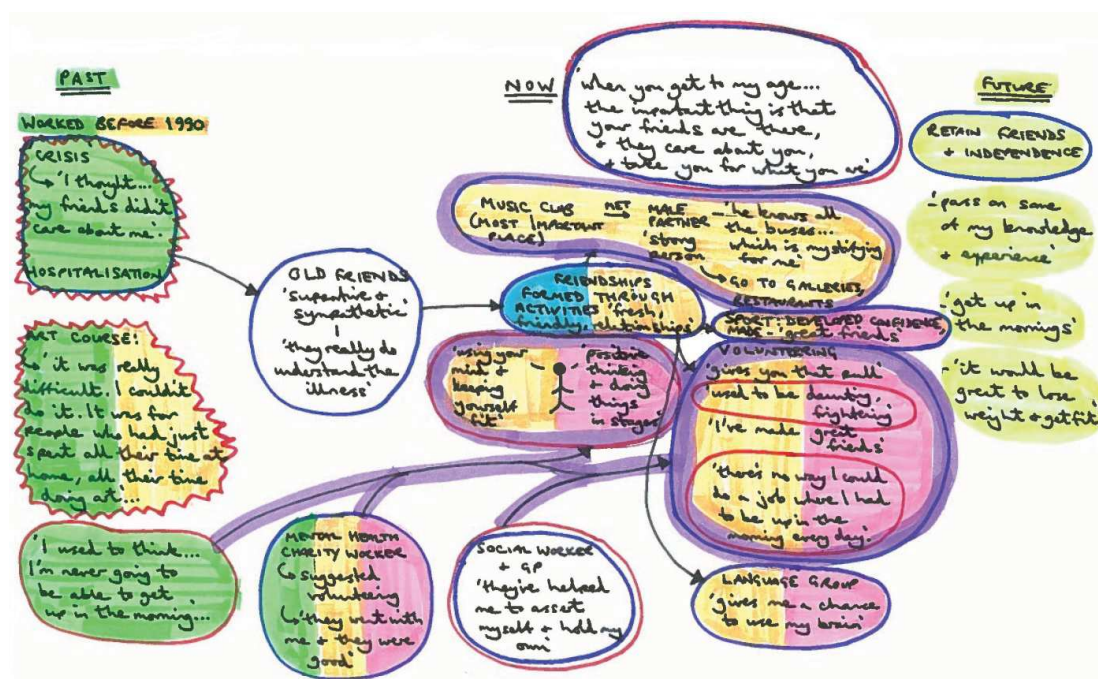 PAST
WORKED BEFORE 1990
CRISIS
↳ 'I thought...
my friends didn't
care about me.'
HOSPITALISATION
ART COURSE:
↳ 'it was really
difficult. I couldn't
do it. It was for
people who had just
spent all their time at
home, all their time
doing art'...
'I used to think...
I'm never going to
be able to get
up in the morning...
OLD FRIENDS
'supportive &
sympathetic'
'they really do
understand the
illness'
MENTAL HEALTH
CHARITY WORKER
↳ suggested
volunteering
↳ 'they went with
me & they were
good'
NOW
'when you get to my age...
the important thing is that
your friends are there,
& they care about you,
& take you for what you are'
MUSIC CLUB
(MOST IMPORTANT
PLACE)
MET
→
MALE
PARTNER
'strong
person'
– 'he knows all
the buses...
which is mystifying
for me'
↳ GO TO GALLERIES,
RESTAURANTS
FRIENDSHIPS
FORMED THROUGH
ACTIVITIES 'fresh,
friendly, relationships'
SPORT: DEVELOPED CONFIDENCE,
MADE 'great friends'
'using your
mind & keeping
yourself
fit'
'positive
thinking
& doing
things
in stages'
VOLUNTEERING
'gives you that pull'
'used to be daunting,
frightening'
'I've made great
friends'
'there's no way I could
do a job where I had
to be up in the
morning every day.'
SOCIAL WORKER
+ GP
'they've helped
me to asset
myself & hold my
own'
LANGUAGE GROUP
'gives me a chance
to use my brain'
FUTURE
RETAIN FRIENDS
& INDEPENDENCE
– 'pass on some
of my knowledge
& experience'
'get up in
the mornings'
– 'it would be
great to lose
weight & get fit'